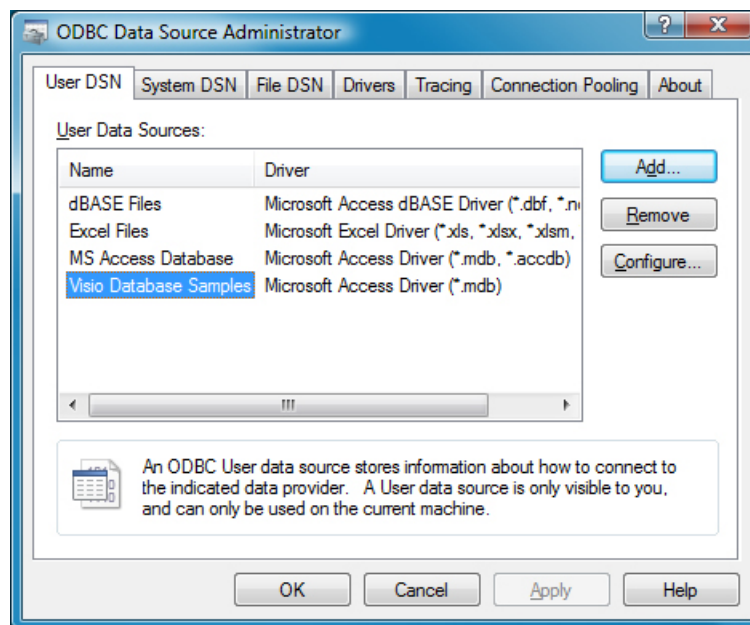 ODBC Data Source Administrator
User DSN System DSN File DSN Drivers Tracing Connection Pooling About
User Data Sources:
Name Driver
Add...
dBASE Files Microsoft Access dBASE Driver (*.dbf, *.n
Remove
Excel Files Microsoft Excel Driver (*.xls, *.xlsx, *.xlsm,
MS Access Database Microsoft Access Driver (*.mdb, *.accdb)
Configure...
Visio Database Samples Microsoft Access Driver (*.mdb)
An ODBC User data source stores information about how to connect to
the indicated data provider. A User data source is only visible to you,
and can only be used on the current machine.
OK Cancel Apply Help